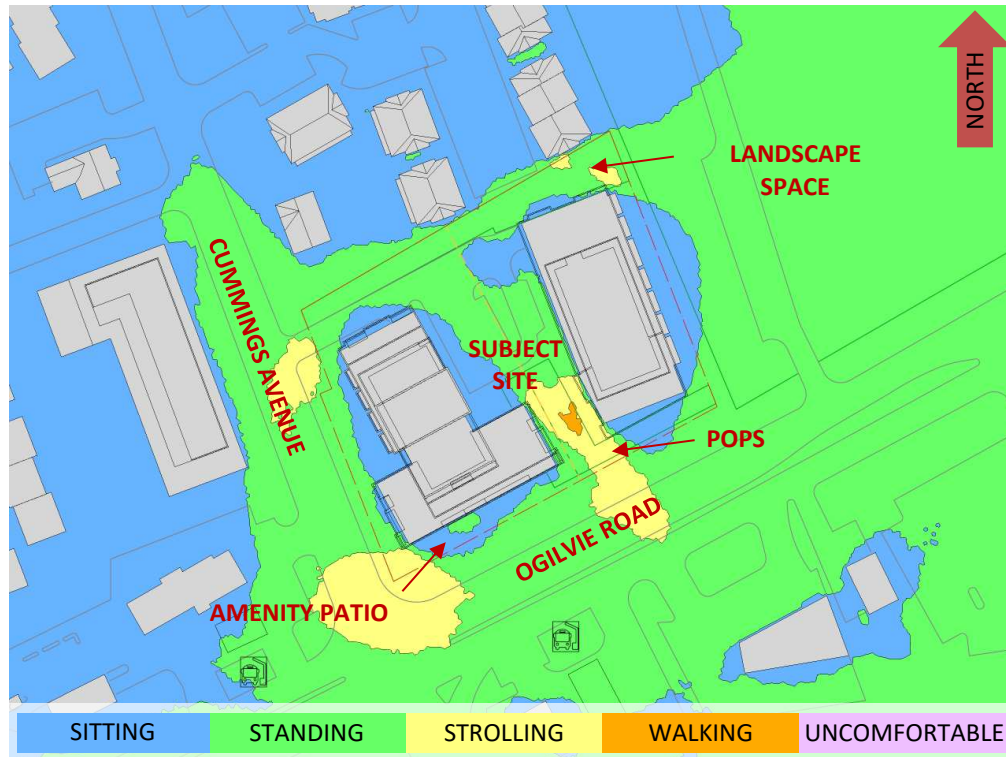 NORTH
LANDSCAPE
SPACE
CUMMINGS AVENUE
SUBJECT
SITE
POPS
OGILVIE ROAD
AMENITY PATIO
SITTING
STANDING
STROLLING
WALKING
UNCOMFORTABLE